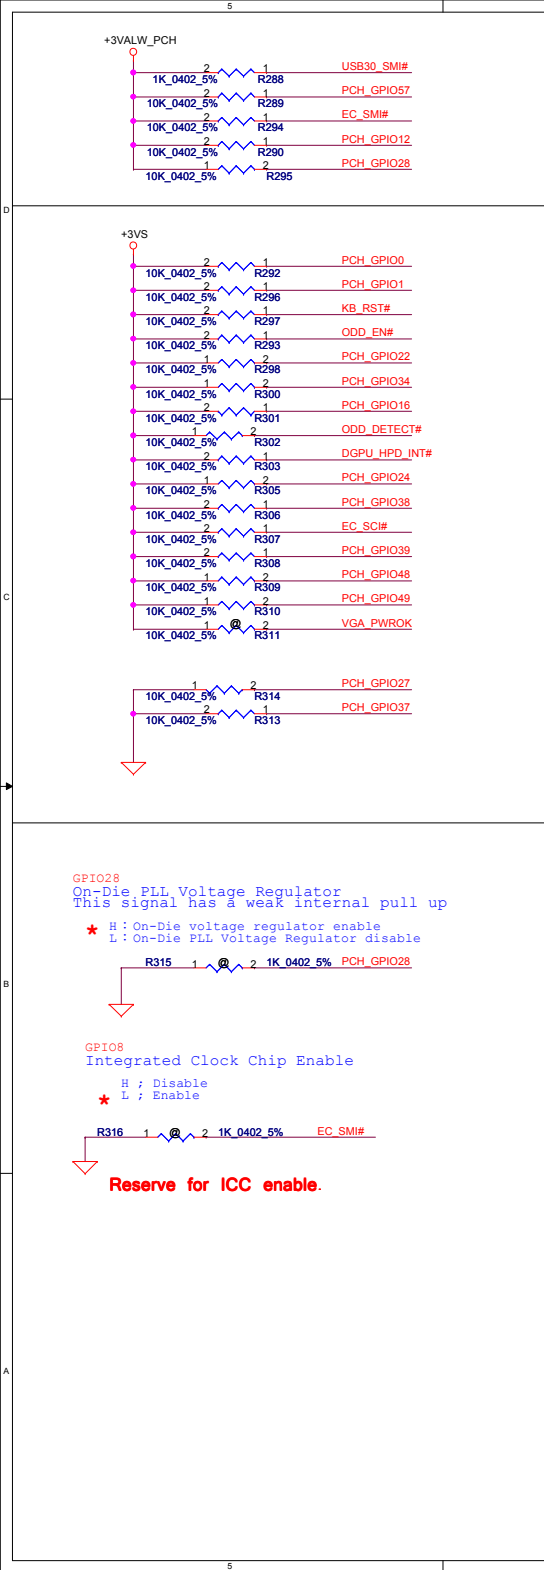 5
+3VALW_PCH
2 1 USB30_SMI#
1K_0402_5% R288
2 1 PCH_GPIO57
10K_0402_5% R289
2 1 EC_SMI#
10K_0402_5% R294
2 1 PCH_GPIO12
10K_0402_5% R290
1 2 PCH_GPIO28
10K_0402_5% R295
D
+3VS
2 1 PCH_GPIO0
10K_0402_5% R292
2 1 PCH_GPIO1
10K_0402_5% R296
2 1 KB_RST#
10K_0402_5% R297
2 1 ODD_EN#
10K_0402_5% R293
1 2 PCH_GPIO22
10K_0402_5% R298
1 2 PCH_GPIO34
10K_0402_5% R300
2 1 PCH_GPIO16
10K_0402_5% R301
1 2 ODD_DETECT#
10K_0402_5% R302
2 1 DGPU_HPD_INT#
10K_0402_5% R303
1 2 PCH_GPIO24
10K_0402_5% R305
2 1 PCH_GPIO38
10K_0402_5% R306
2 1 EC_SCI#
10K_0402_5% R307
2 1 PCH_GPIO39
10K_0402_5% R308
1 2 PCH_GPIO48
10K_0402_5% R309
C
1 2 PCH_GPIO49
10K_0402_5% R310
1 @ 2 VGA_PWROK
10K_0402_5% R311
1 2 PCH_GPIO27
10K_0402_5% R314
2 1 PCH_GPIO37
10K_0402_5% R313
GPIO28
On-Die PLL Voltage Regulator
This signal has a weak internal pull up
* H：On-Die voltage regulator enable
L：On-Die PLL Voltage Regulator disable
R315 1 @ 2 1K_0402_5% PCH_GPIO28
B
GPIO8
Integrated Clock Chip Enable
H ; Disable
* L ; Enable
R316 1 @ 2 1K_0402_5% EC_SMI#
Reserve for ICC enable.
A
5